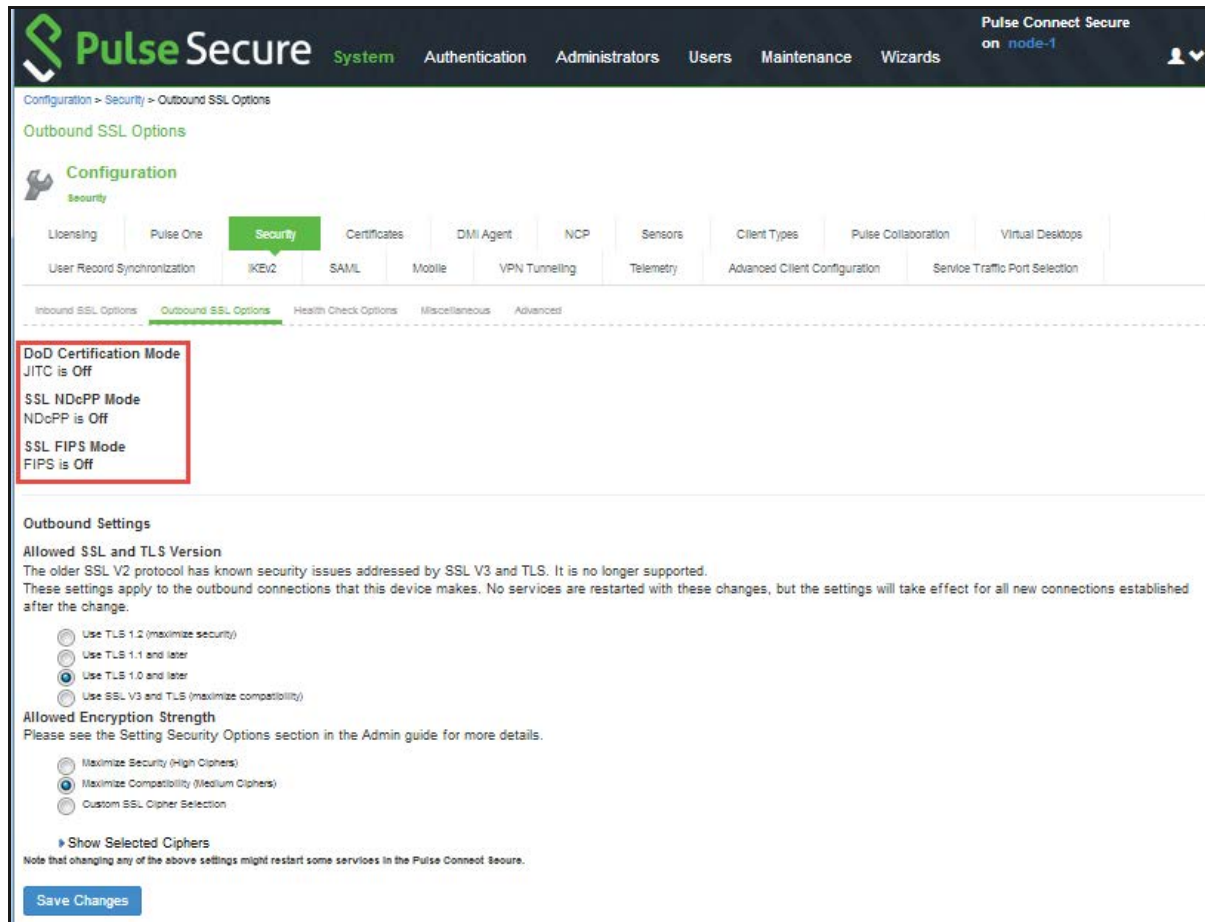 Pulse Secure System Authentication Administrators Users Maintenance Wizards
Pulse Connect Secure
on node-1
Configuration > Security > Outbound SSL Options
Outbound SSL Options
Configuration
Security
Licensing Pulse One Security Certificates DMI Agent NCP Sensors Client Types Pulse Collaboration Virtual Desktops
User Record Synchronization IKEv2 SAML Mobile VPN Tunneling Telemetry Advanced Client Configuration Service Traffic Port Selection
Inbound SSL Options Outbound SSL Options Health Check Options Miscellaneous Advanced
DoD Certification Mode
JITC is Off
SSL NDcPP Mode
NDcPP is Off
SSL FIPS Mode
FIPS is Off
Outbound Settings
Allowed SSL and TLS Version
The older SSL V2 protocol has known security issues addressed by SSL V3 and TLS. It is no longer supported.
These settings apply to the outbound connections that this device makes. No services are restarted with these changes, but the settings will take effect for all new connections established
after the change.
Use TLS 1.2 (maximize security)
Use TLS 1.1 and later
Use TLS 1.0 and later
Use SSL V3 and TLS (maximize compatibility)
Allowed Encryption Strength
Please see the Setting Security Options section in the Admin guide for more details.
Maximize Security (High Ciphers)
Maximize Compatibility (Medium Ciphers)
Custom SSL Cipher Selection
Show Selected Ciphers
Note that changing any of the above settings might restart some services in the Pulse Connect Secure.
Save Changes